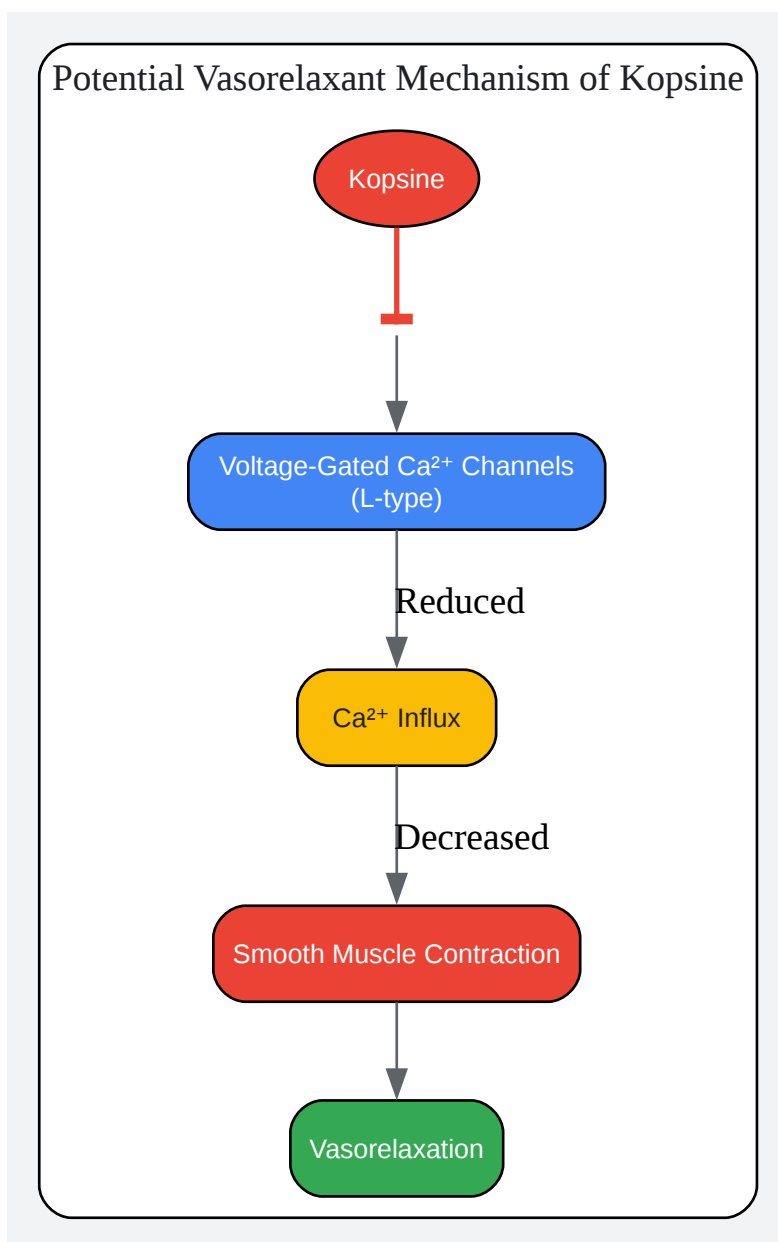 Potential Vasorelaxant Mechanism of Kopsine
Kopsine
Voltage-Gated Ca²⁺ Channels
(L-type)
Reduced
Ca²⁺ Influx
Decreased
Smooth Muscle Contraction
Vasorelaxation